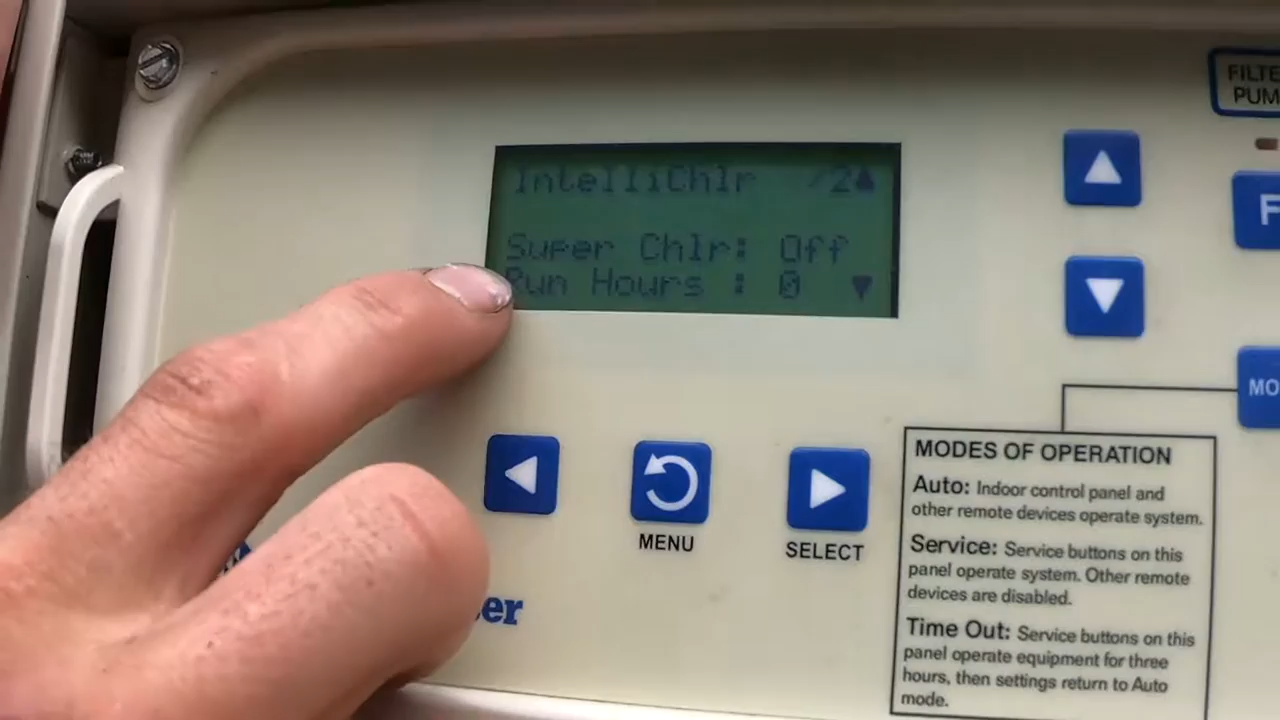 IntelliChlr /2▲
Super Chlr: Off
Run Hours : 0 ▼
MENU
SELECT
MODES OF OPERATION
Auto: Indoor control panel and
other remote devices operate system.
Service: Service buttons on this
panel operate system. Other remote
devices are disabled.
Time Out: Service buttons on this
panel operate equipment for three
hours, then settings return to Auto
mode.